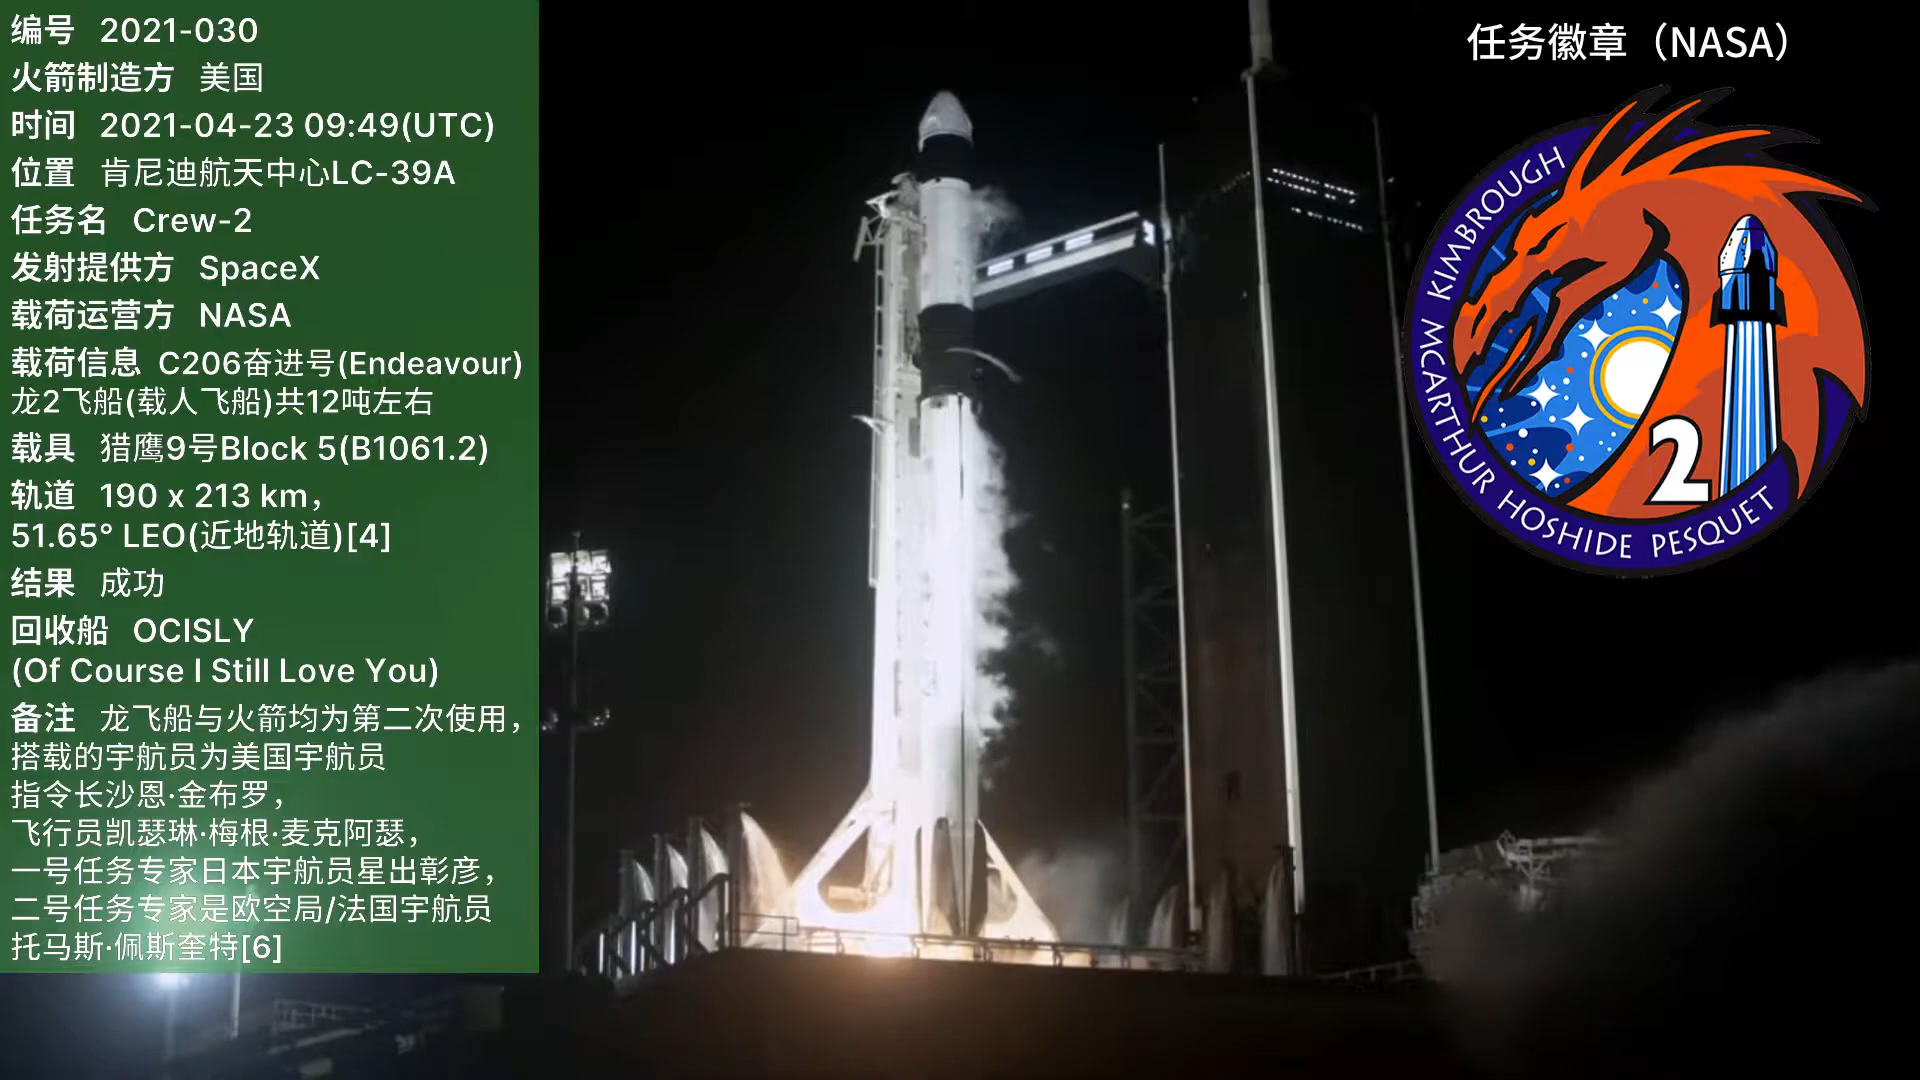 编号 2021-030
火箭制造方 美国
时间 2021-04-23 09:49(UTC)
位置 肯尼迪航天中心LC-39A
任务名 Crew-2
发射提供方 SpaceX
载荷运营方 NASA
载荷信息 C206奋进号(Endeavour)
龙2飞船(载人飞船)共12吨左右
载具 猎鹰9号Block 5(B1061.2)
轨道 190 x 213 km，
51.65° LEO(近地轨道)[4]
结果 成功
回收船 OCISLY
(Of Course I Still Love You)
备注 龙飞船与火箭均为第二次使用，
搭载的宇航员为美国宇航员
指令长沙恩·金布罗，
飞行员凯瑟琳·梅根·麦克阿瑟，
一号任务专家日本宇航员星出彰彦，
二号任务专家是欧空局/法国宇航员
托马斯·佩斯奎特[6]
任务徽章（NASA）
KIMBROUGH
MCARTHUR HOSHIDE PESQUET
2